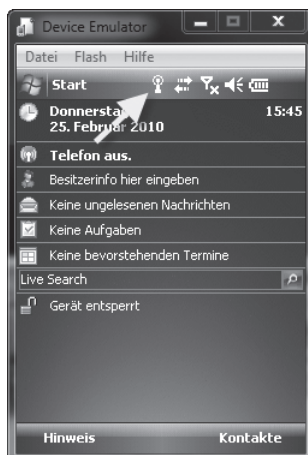 Device Emulator
Datei Flash Hilfe
Start
Donnersta
25. Februar 2010 15:45
Telefon aus.
Besitzerinfo hier eingeben
Keine ungelesenen Nachrichten
Keine Aufgaben
Keine bevorstehenden Termine
Live Search
Gerät entsperrt
Hinweis Kontakte